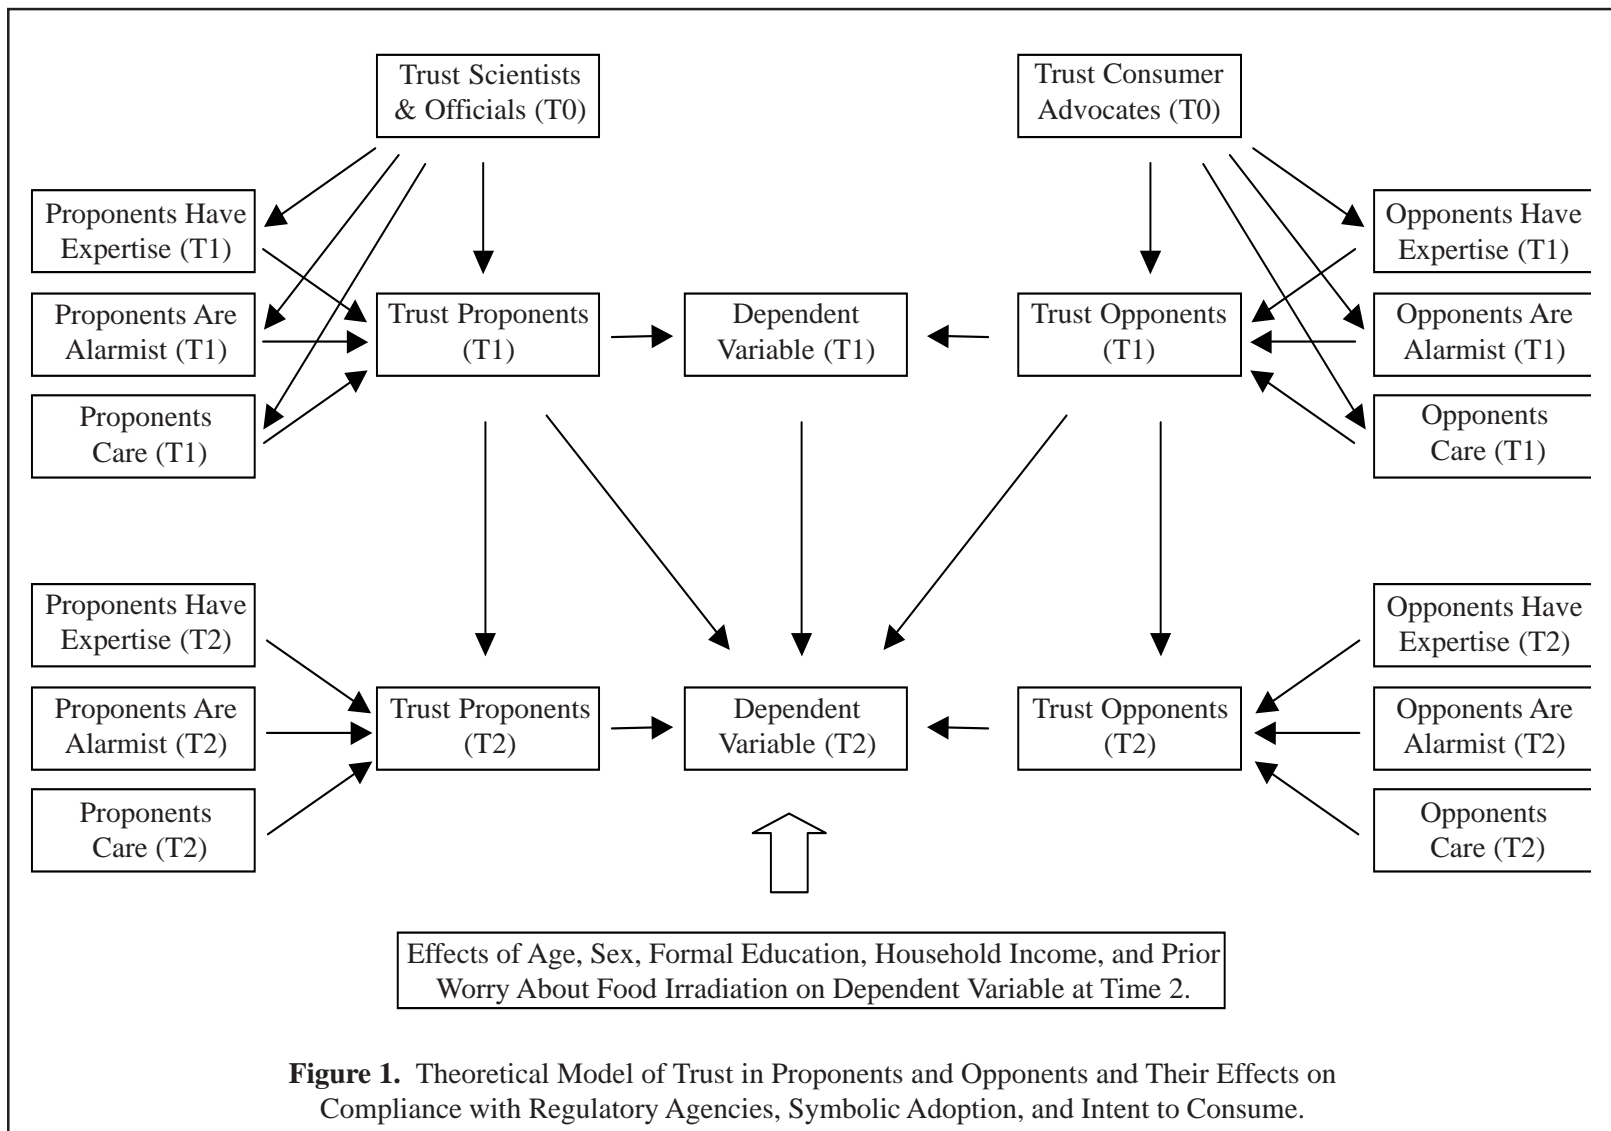 Trust Scientists
& Officials (T0)
Trust Consumer
Advocates (T0)
Proponents Have
Expertise (T1)
Opponents Have
Expertise (T1)
Proponents Are
Alarmist (T1)
Trust Proponents
(T1)
Dependent
Variable (T1)
Trust Opponents
(T1)
Opponents Are
Alarmist (T1)
Proponents
Care (T1)
Opponents
Care (T1)
Proponents Have
Expertise (T2)
Opponents Have
Expertise (T2)
Proponents Are
Alarmist (T2)
Trust Proponents
(T2)
Dependent
Variable (T2)
Trust Opponents
(T2)
Opponents Are
Alarmist (T2)
Proponents
Care (T2)
Opponents
Care (T2)
Effects of Age, Sex, Formal Education, Household Income, and Prior
Worry About Food Irradiation on Dependent Variable at Time 2.
Figure 1. Theoretical Model of Trust in Proponents and Opponents and Their Effects on
Compliance with Regulatory Agencies, Symbolic Adoption, and Intent to Consume.